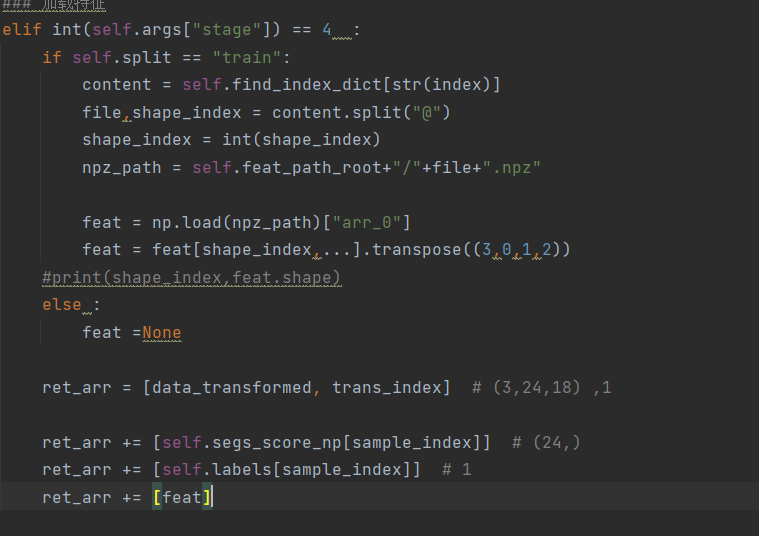 ### 加载特征
elif int(self.args["stage"]) == 4  :
if self.split == "train":
content = self.find_index_dict[str(index)]
file,shape_index = content.split("@")
shape_index = int(shape_index)
npz_path = self.feat_path_root+"/"+file+".npz"
feat = np.load(npz_path)["arr_0"]
feat = feat[shape_index,...].transpose((3,0,1,2))
#print(shape_index,feat.shape)
else :
feat =None
ret_arr = [data_transformed, trans_index]  # (3,24,18) ,1
ret_arr += [self.segs_score_np[sample_index]]  # (24,)
ret_arr += [self.labels[sample_index]]  # 1
ret_arr += [feat]